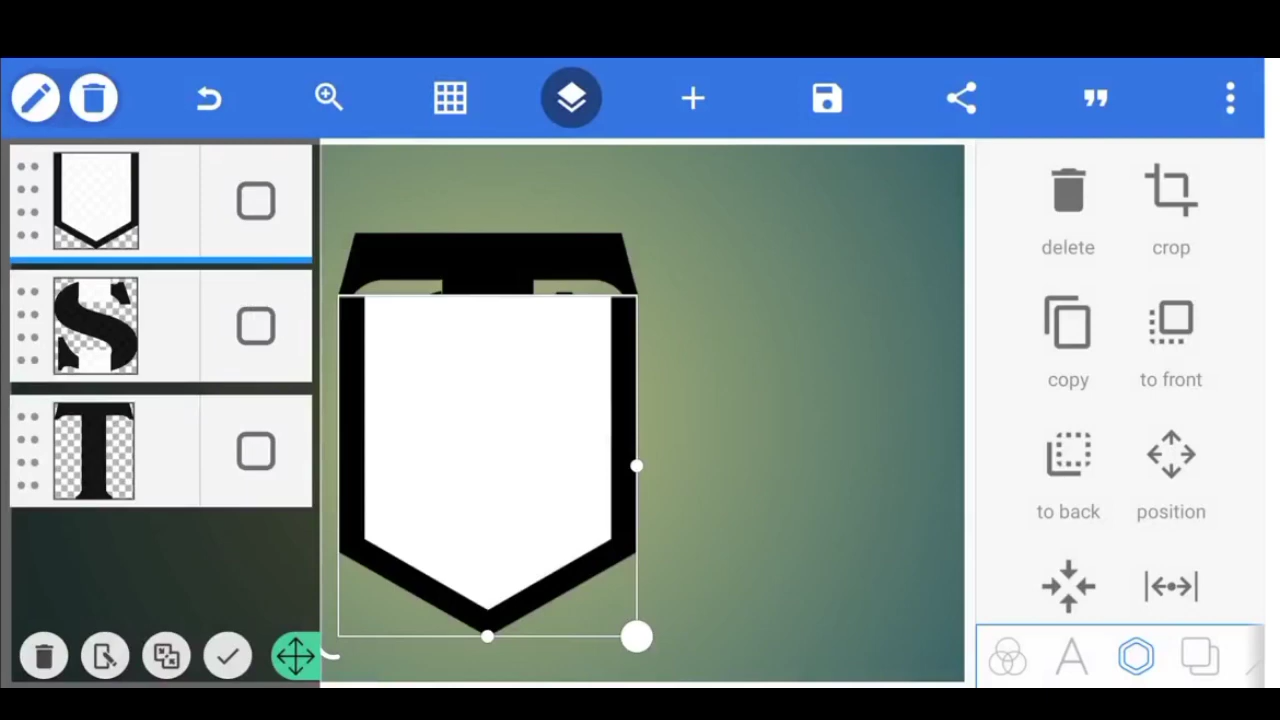 delete
crop
S
copy
to front
T
to back
position
A